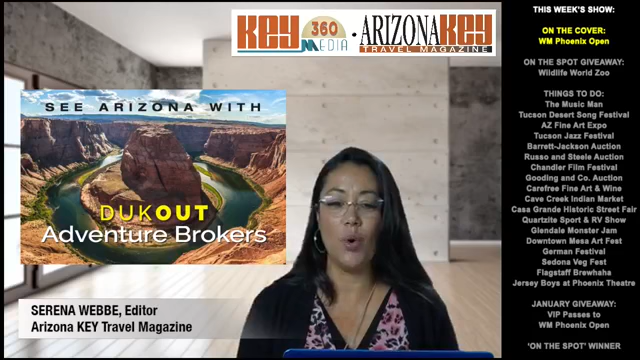 KEY 360 MEDIA • ARIZONA KEY
TRAVEL MAGAZINE
SEE ARIZONA WITH
DUKOUT
Adventure Brokers
SERENA WEBBE, Editor
Arizona KEY Travel Magazine
THIS WEEK'S SHOW:
ON THE COVER:
WM Phoenix Open
ON THE SPOT GIVEAWAY:
Wildlife World Zoo
THINGS TO DO:
The Music Man
Tucson Desert Song Festival
AZ Fine Art Expo
Tucson Jazz Festival
Barrett-Jackson Auction
Russo and Steele Auction
Chandler Film Festival
Gooding and Co. Auction
Carefree Fine Art & Wine
Cave Creek Indian Market
Casa Grande Historic Street Fair
Quartzite Sport & RV Show
Glendale Monster Jam
Downtown Mesa Art Fest
German Festival
Sedona Veg Fest
Flagstaff Brewhaha
Jersey Boys at Phoenix Theatre
JANUARY GIVEAWAY:
VIP Passes to
WM Phoenix Open
'ON THE SPOT' WINNER